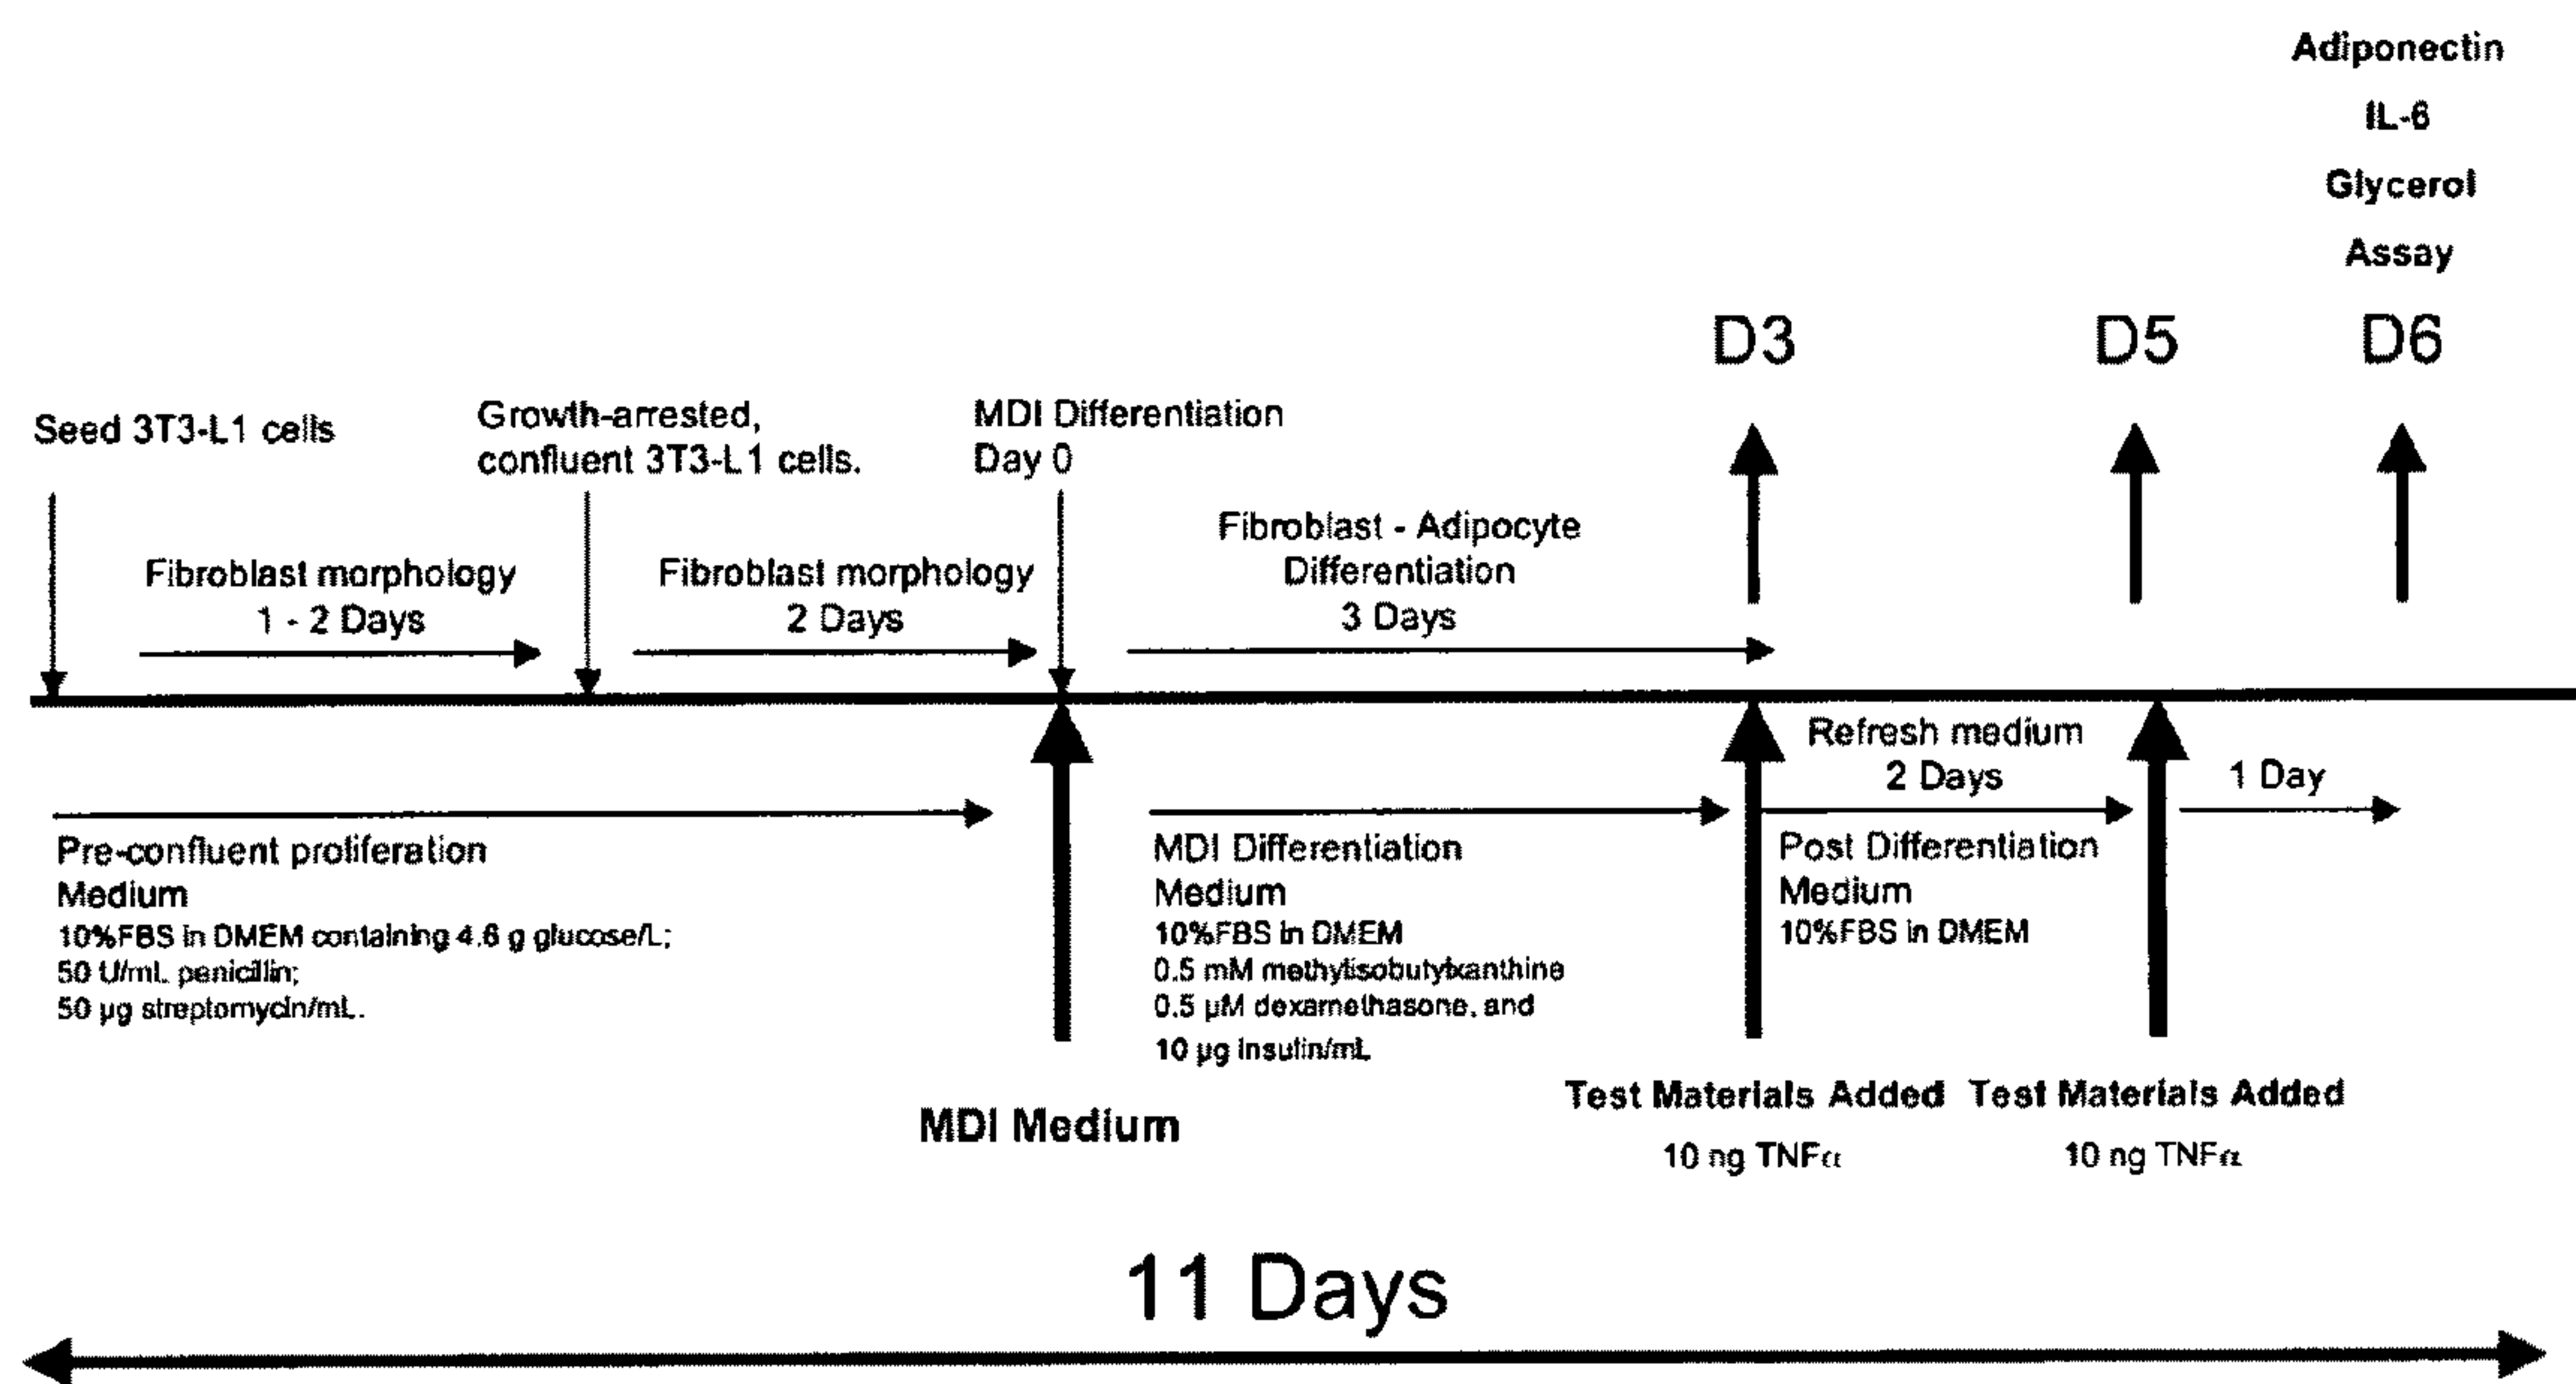 Adiponectin
IL-6
Glycerol
Assay
D3
D5
D6
Seed 3T3-L1 cells
Growth-arrested,
confluent 3T3-L1 cells.
MDI Differentiation
Day 0
Fibroblast morphology
1 - 2 Days
Fibroblast morphology
2 Days
Fibroblast - Adipocyte
Differentiation
3 Days
Refresh medium
2 Days
1 Day
Pre-confluent proliferation
Medium
10%FBS in DMEM containing 4.6 g glucose/L;
50 U/mL penicillin;
50 µg streptomycin/mL.
MDI Differentiation
Medium
10%FBS in DMEM
0.5 mM methylisobutylxanthine
0.5 µM dexamethasone, and
10 µg insulin/mL
Post Differentiation
Medium
10%FBS in DMEM
MDI Medium
Test Materials Added
10 ng TNFα
Test Materials Added
10 ng TNFα
11 Days